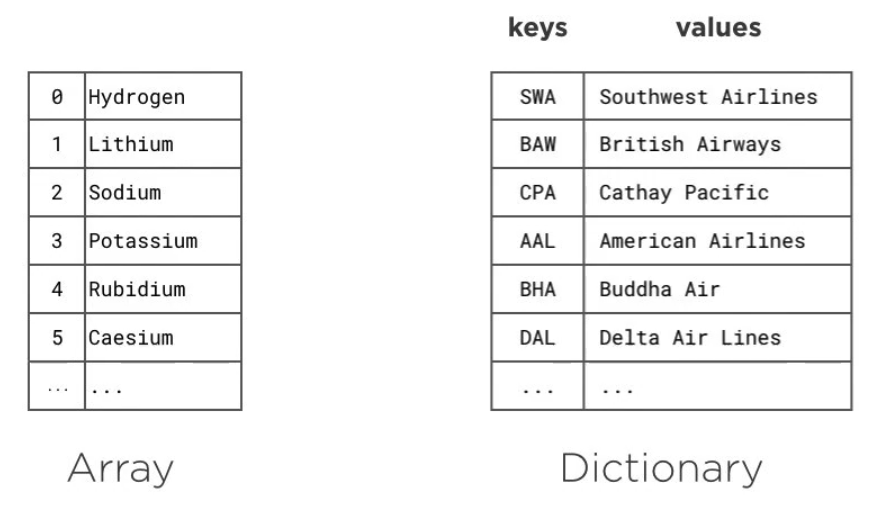 keys values
0 Hydrogen
1 Lithium
2 Sodium
3 Potassium
4 Rubidium
5 Caesium
... ...
Array
SWA Southwest Airlines
BAW British Airways
CPA Cathay Pacific
AAL American Airlines
BHA Buddha Air
DAL Delta Air Lines
... ...
Dictionary